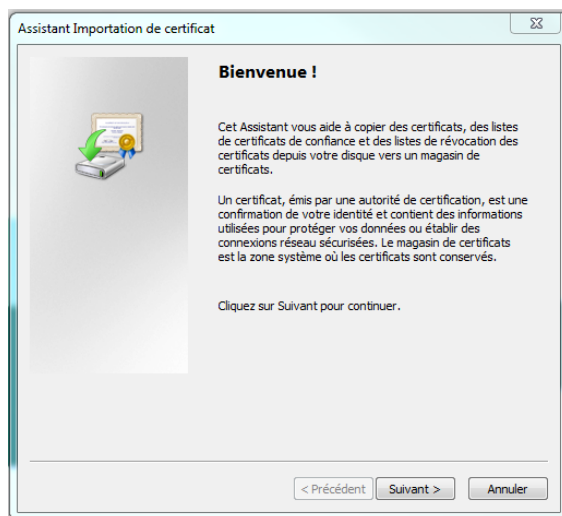 Assistant Importation de certificat
Bienvenue !
Cet Assistant vous aide à copier des certificats, des listes
de certificats de confiance et des listes de révocation des
certificats depuis votre disque vers un magasin de
certificats.
Un certificat, émis par une autorité de certification, est une
confirmation de votre identité et contient des informations
utilisées pour protéger vos données ou établir des
connexions réseau sécurisées. Le magasin de certificats
est la zone système où les certificats sont conservés.
Cliquez sur Suivant pour continuer.
< Précédent Suivant > Annuler